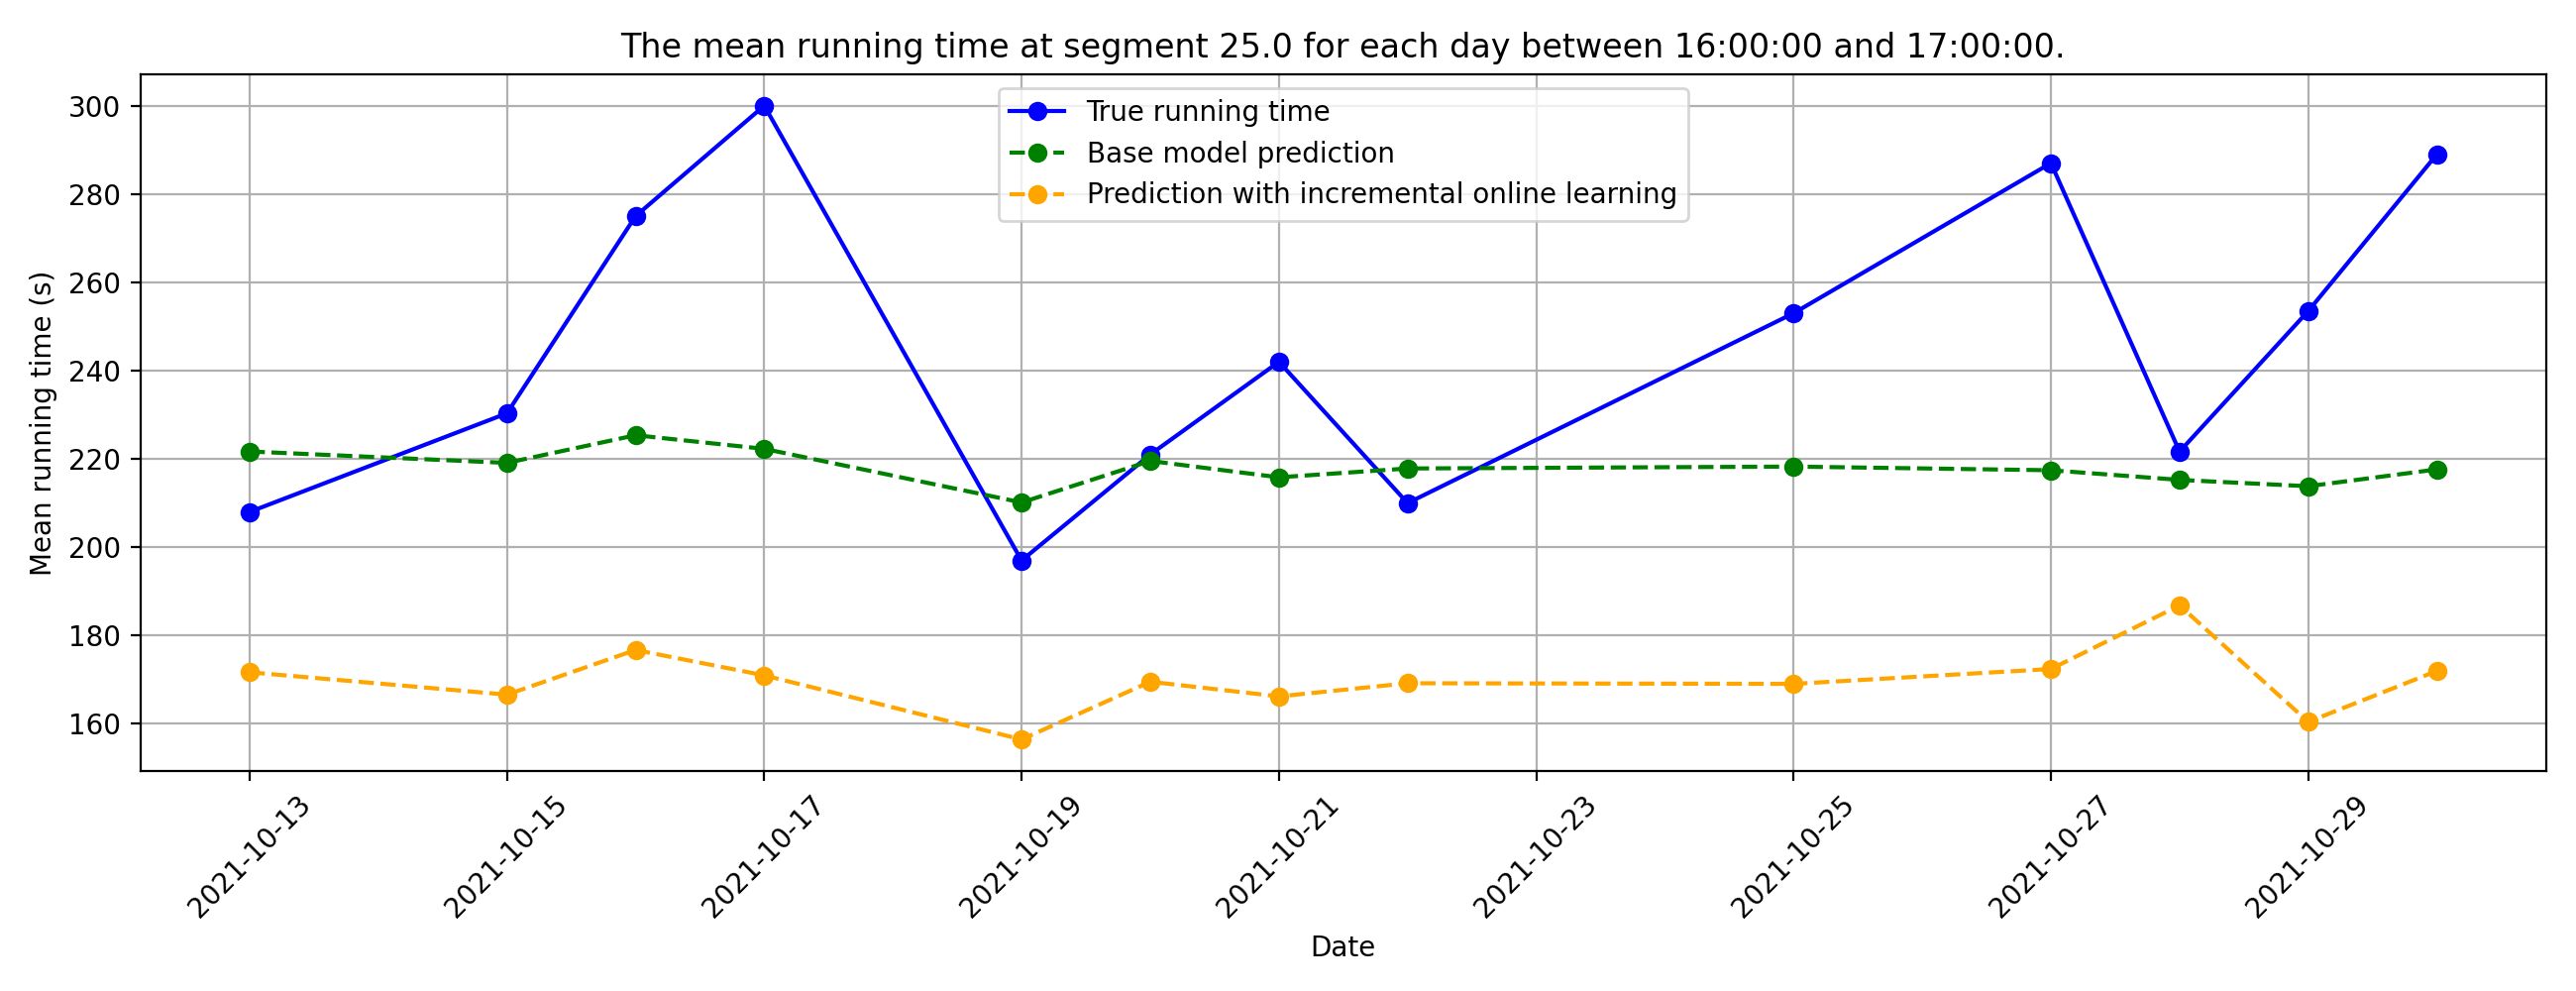 The mean running time at segment 25.0 for each day between 16:00:00 and 17:00:00.
True running time
Base model prediction
Prediction with incremental online learning
Mean running time (s)
300
280
260
240
220
200
180
160
2021-10-13
2021-10-15
2021-10-17
2021-10-19
2021-10-21
2021-10-23
2021-10-25
2021-10-27
2021-10-29
Date